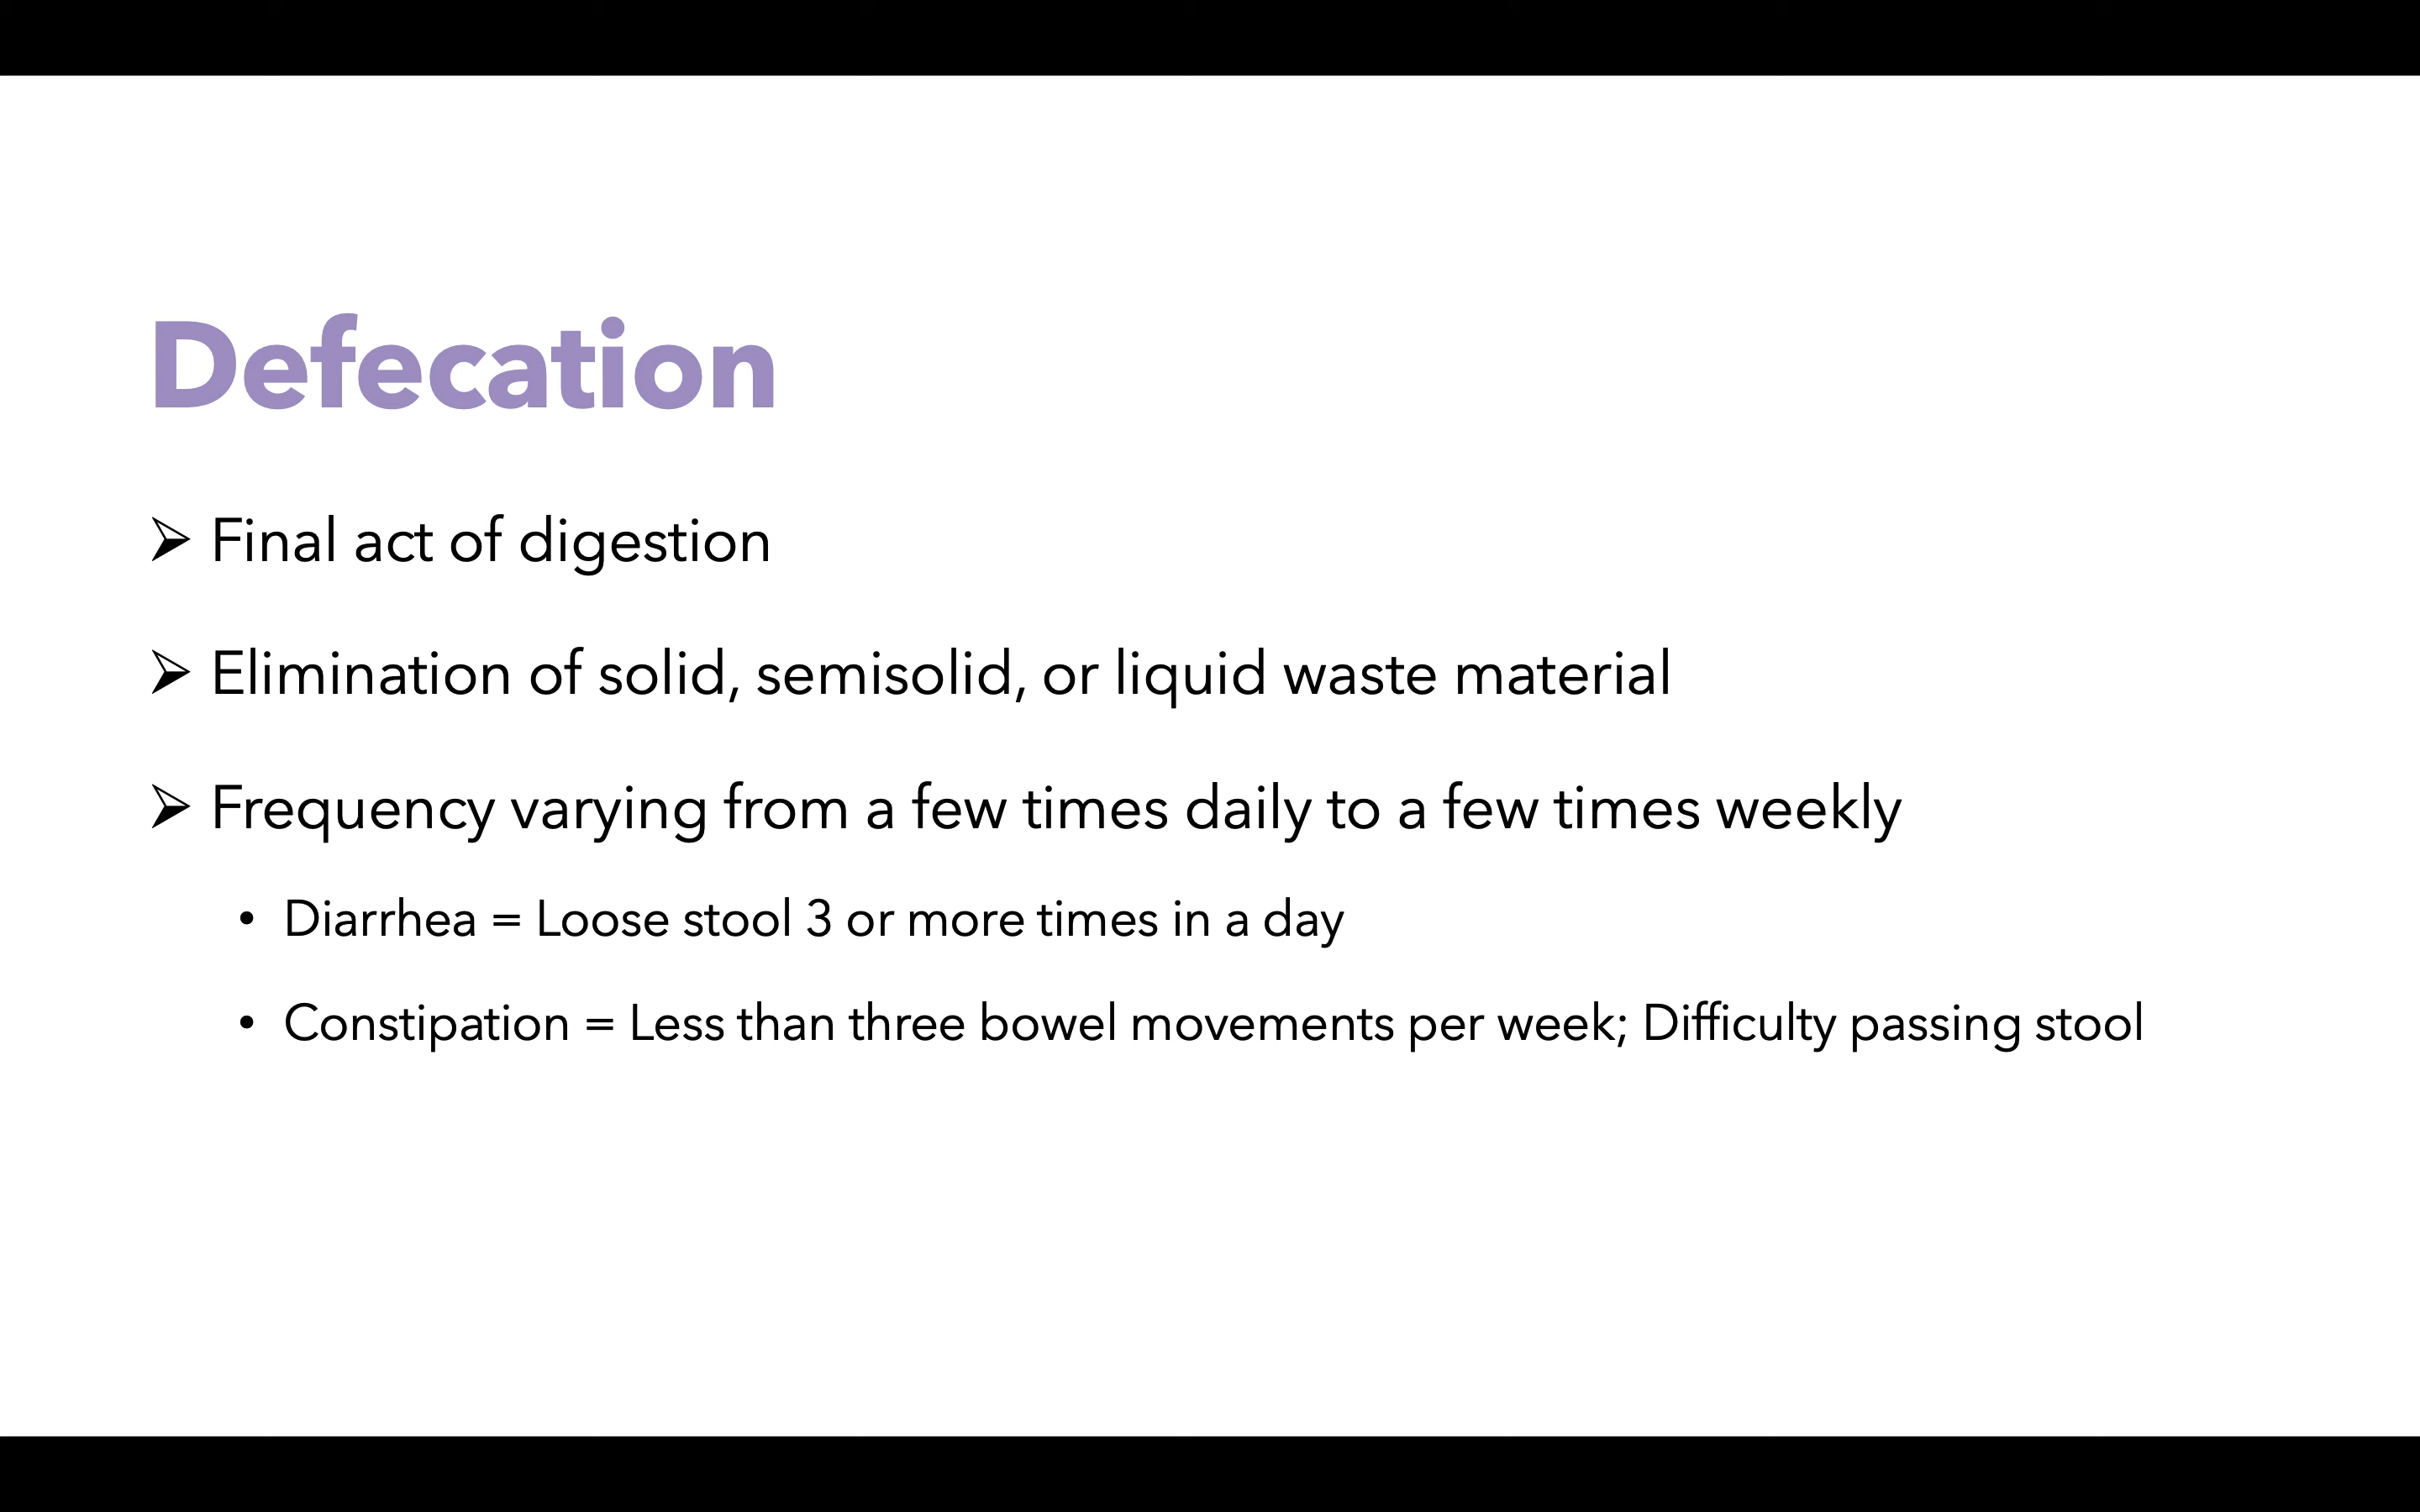 Defecation
➢ Final act of digestion
➢ Elimination of solid, semisolid, or liquid waste material
➢ Frequency varying from a few times daily to a few times weekly
• Diarrhea = Loose stool 3 or more times in a day
• Constipation = Less than three bowel movements per week; Difficulty passing stool